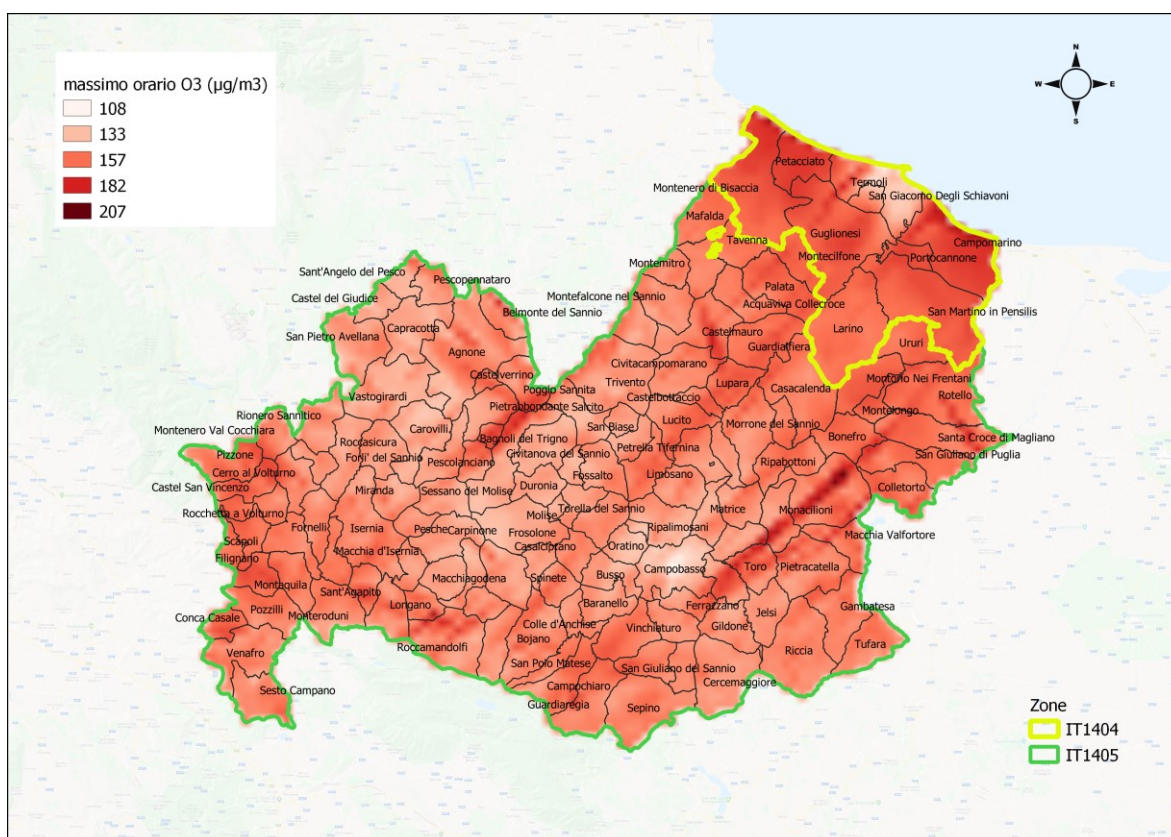 N
W
E
S
massimo orario O3 (µg/m3)
108
133
157
182
207
Petacciato
Termoli
Montenero di Bisaccia
San Giacomo Degli Schiavoni
Mafalda
Guglionesi
Tavenna
Campomarino
Montecilfone
Portocannone
Montemitro
Sant'Angelo del Pesco
Pescopennataro
Palata
Castel del Giudice
Montefalcone nel Sannio
Acquaviva Collecroce
Belmonte del Sannio
San Martino in Pensilis
Capracotta
Castelmauro
Larino
San Pietro Avellana
Ururi
Agnone
Guardialfiera
Civitacampomarano
Castelverrino
Trivento
Lupara
Casacalenda
Montorio Nei Frentani
Poggio Sannita
Vastogirardi
Castelbottaccio
Rotello
Pietrabbondante
Salcito
Montelongo
Rionero Sannitico
Lucito
Morrone del Sannio
Montenero Val Cocchiara
Carovilli
San Biase
Bonefro
Santa Croce di Magliano
Roccasicura
Bagnoli del Trigno
Petrella Tifernina
Pizzone
Forli' del Sannio
Civitanova del Sannio
San Giuliano di Puglia
Pescolanciano
Ripabottoni
Cerro al Volturno
Fossalto
Limosano
Castel San Vincenzo
Miranda
Sessano del Molise
Duronia
Colletorto
Rocchetta a Volturno
Torella del Sannio
Matrice
Monacilioni
Fornelli
Isernia
Pesche
Carpinone
Molise
Ripalimosani
Frosolone
Macchia Valfortore
Scapoli
Casalciprano
Oratino
Filignano
Macchia d'Isernia
Campobasso
Toro
Pietracatella
Macchiagodena
Spinete
Busso
Montaquila
Sant'Agapito
Longano
Baranello
Ferrazzano
Jelsi
Gambatesa
Conca Casale
Pozzilli
Monteroduni
Colle d'Anchise
Vinchiaturo
Gildone
Bojano
Roccamandolfi
Riccia
Tufara
Venafro
San Polo Matese
San Giuliano del Sannio
Cercemaggiore
Sesto Campano
Campochiaro
Guardiaregia
Sepino
Zone
IT1404
IT1405